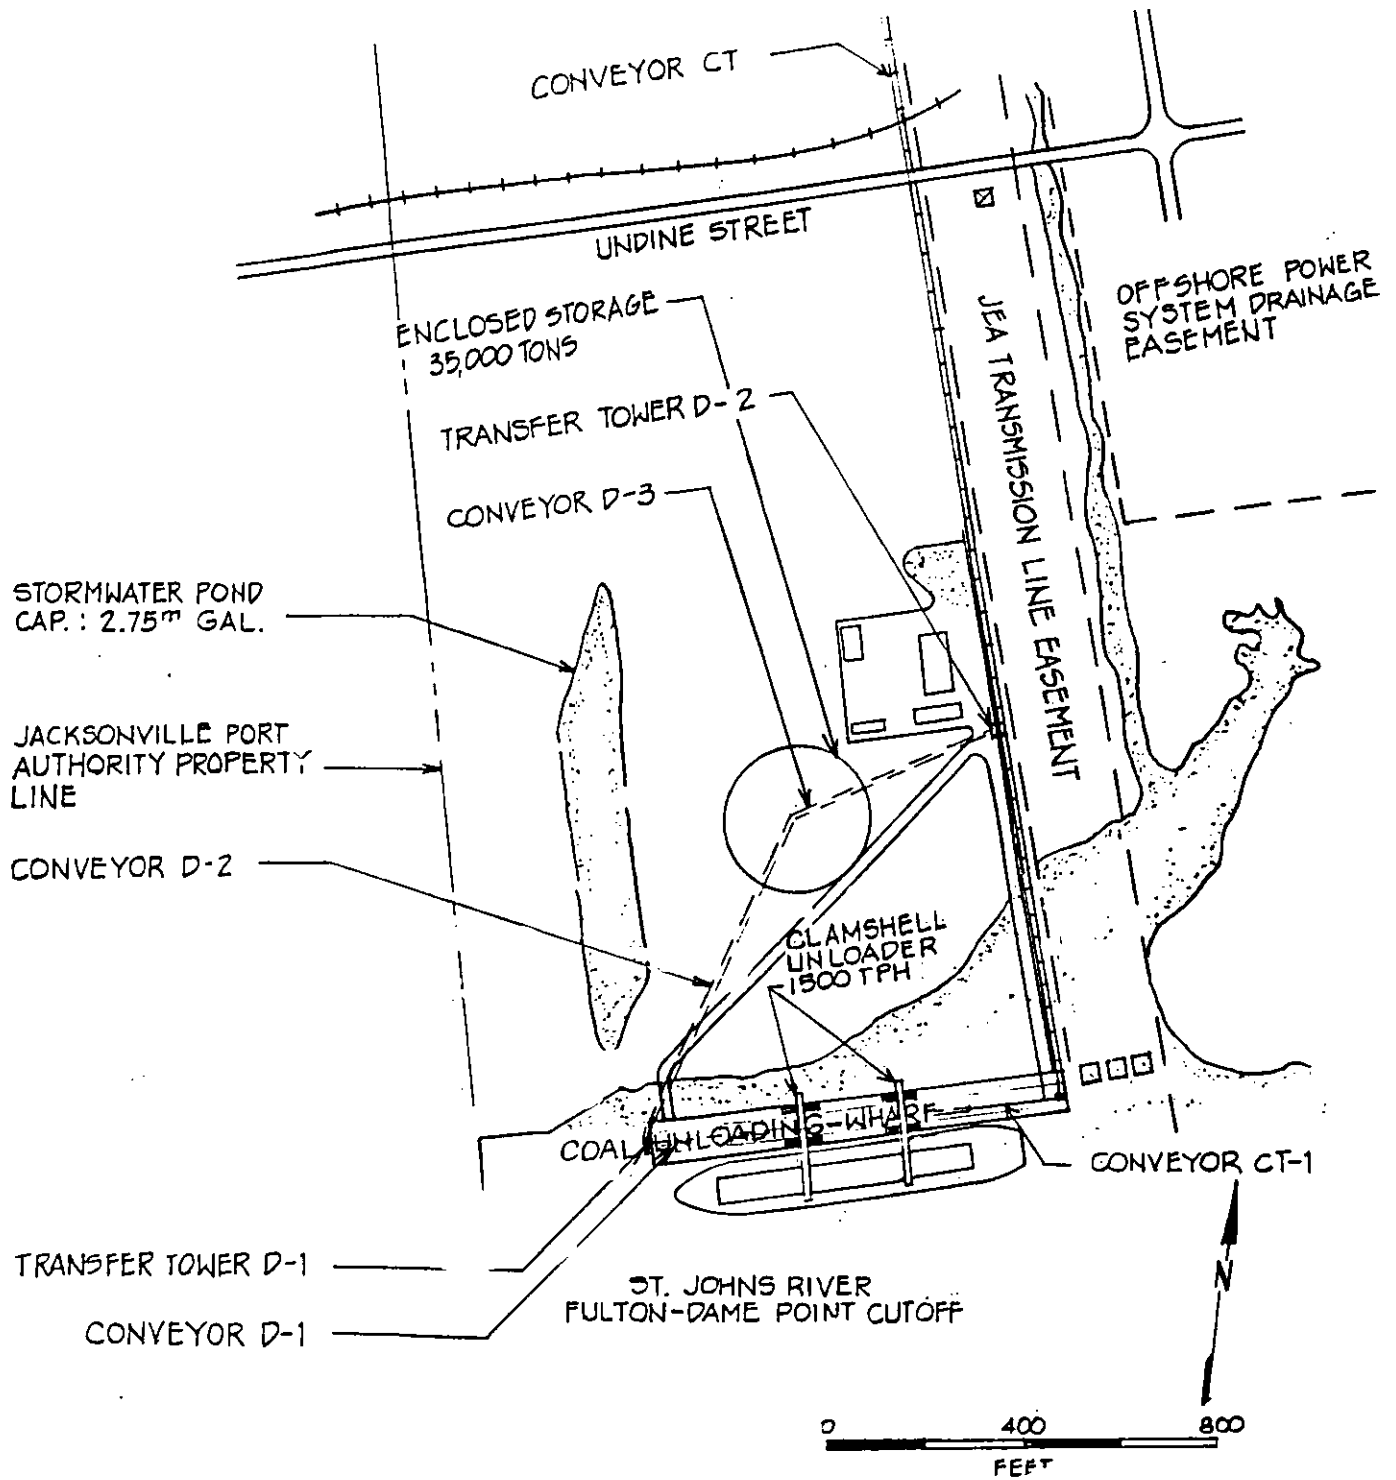 CONVEYOR CT
UNDINE STREET
ENCLOSED STORAGE
35,000 TONS
OFFSHORE POWER
SYSTEM DRAINAGE
EASEMENT
TRANSFER TOWER D-2
JEA TRANSMISSION LINE EASEMENT
CONVEYOR D-3
STORMWATER POND
CAP. : 2.75ᵐ GAL.
JACKSONVILLE PORT
AUTHORITY PROPERTY
LINE
CONVEYOR D-2
CLAMSHELL
UNLOADER
1500 TPH
COAL UNLOADING WHARF
CONVEYOR CT-1
TRANSFER TOWER D-1
CONVEYOR D-1
ST. JOHNS RIVER
FULTON-DAME POINT CUTOFF
N
0 400 800
FEET